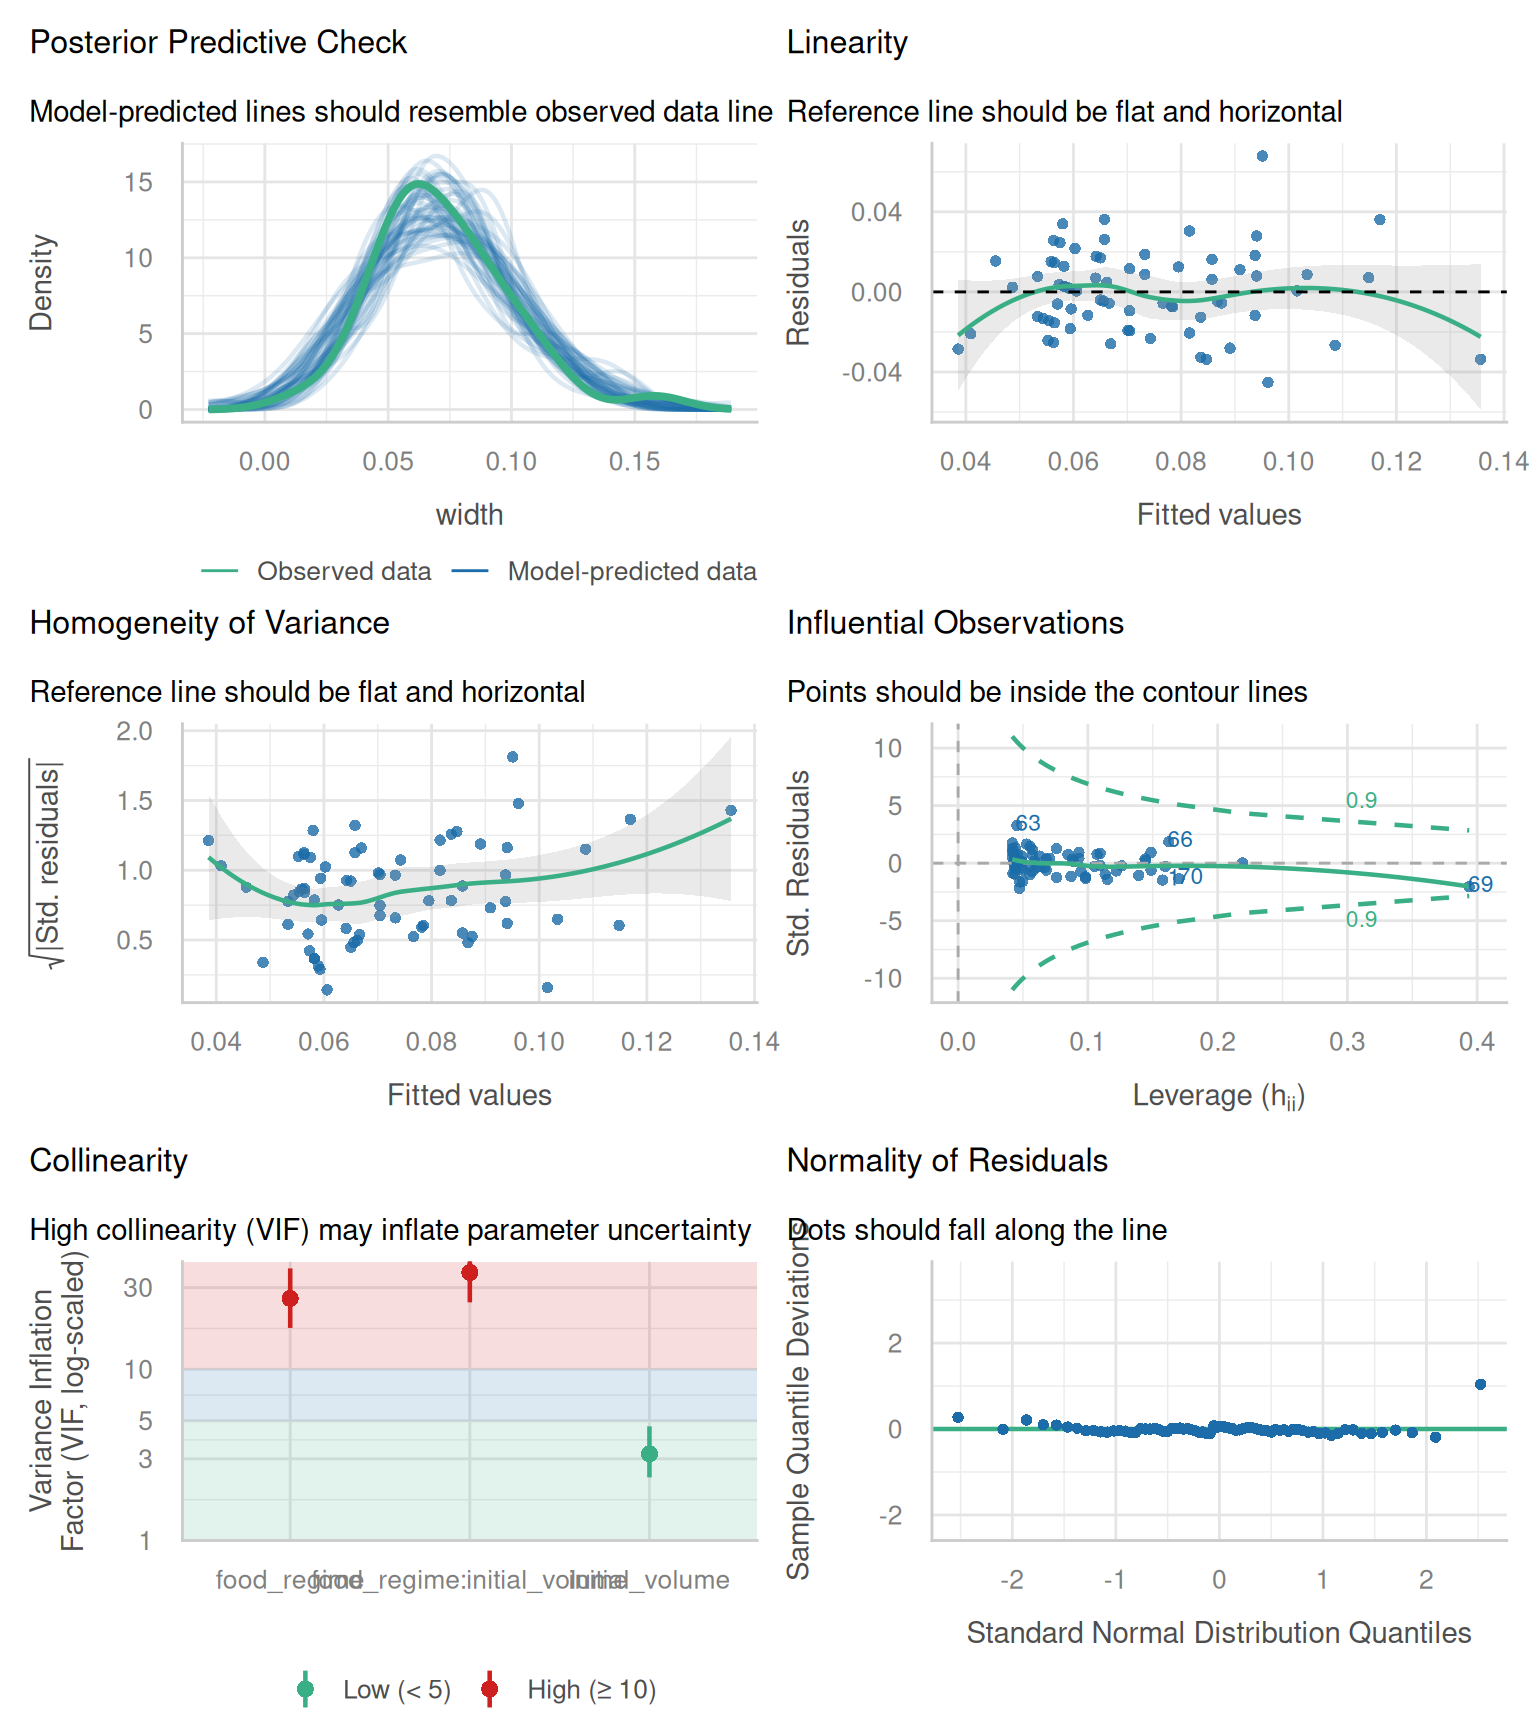 Posterior Predictive Check
Model-predicted lines should resemble observed data line
Density
15
10
5
0
0.00 0.05 0.10 0.15
width
Observed data Model-predicted data
Linearity
Reference line should be flat and horizontal
Residuals
0.04
0.00
-0.04
0.04 0.06 0.08 0.10 0.12 0.14
Fitted values
Homogeneity of Variance
Reference line should be flat and horizontal
√|Std. residuals|
2.0
1.5
1.0
0.5
0.04 0.06 0.08 0.10 0.12 0.14
Fitted values
Influential Observations
Points should be inside the contour lines
Std. Residuals
10
5
0
-5
-10
0.9
63
66
170
69
0.9
0.0 0.1 0.2 0.3 0.4
Leverage (hii)
Collinearity
High collinearity (VIF) may inflate parameter uncertainty
Variance Inflation
Factor (VIF, log-scaled)
30
10
5
3
1
food_regime food_regime:initial_volume initial_volume
Low (< 5) High (≥ 10)
Normality of Residuals
Dots should fall along the line
Sample Quantile Deviations
2
0
-2
-2 -1 0 1 2
Standard Normal Distribution Quantiles